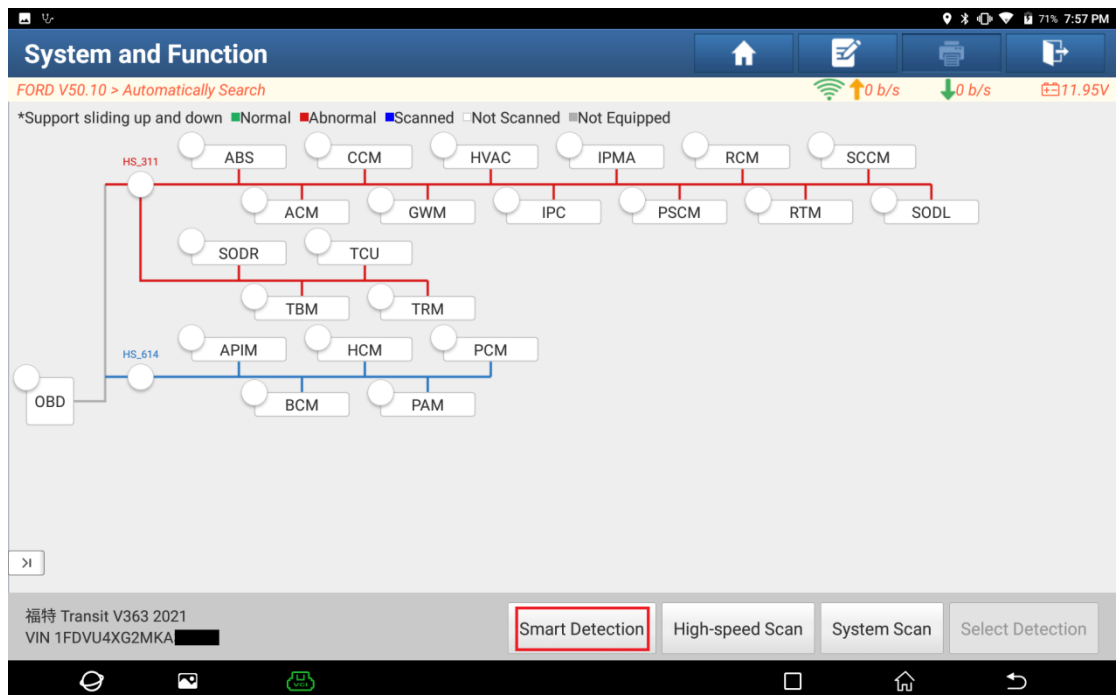 71% 7:57 PM
System and Function
FORD V50.10 > Automatically Search
0 b/s 0 b/s 11.95V
*Support sliding up and down Normal Abnormal Scanned Not Scanned Not Equipped
HS_311
ABS CCM HVAC IPMA RCM SCCM
ACM GWM IPC PSCM RTM SODL
SODR TCU
TBM TRM
HS_614
APIM HCM PCM
OBD
BCM PAM
福特 Transit V363 2021
VIN 1FDVU4XG2MKA
Smart Detection High-speed Scan System Scan Select Detection
VCI